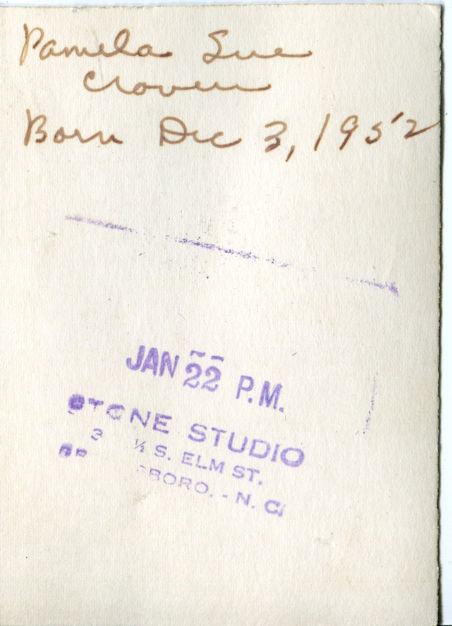 Pamela Sue
Craven
Born Dec 3, 1952
JAN 22 P.M.
STONE STUDIO
½ S. ELM ST.
BORO. - N. C.